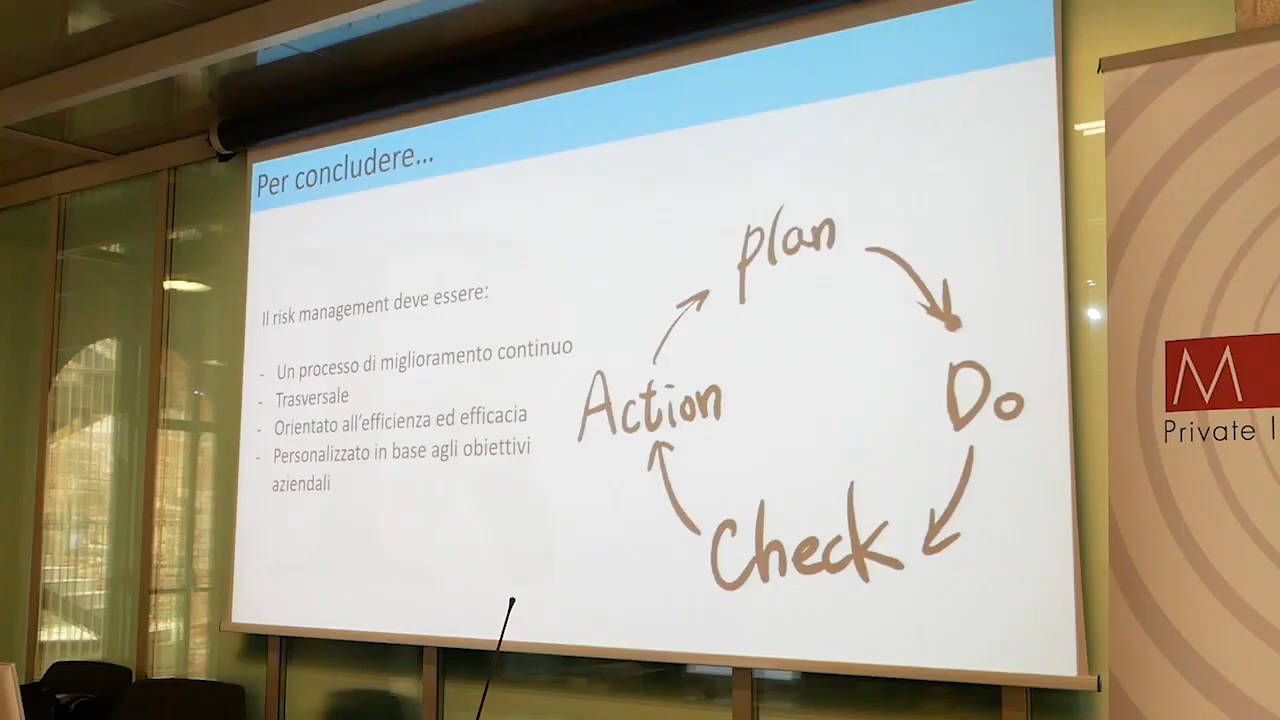 Per concludere...
Il risk management deve essere:
- Un processo di miglioramento continuo
- Trasversale
- Orientato all'efficienza ed efficacia
- Personalizzato in base agli obiettivi
aziendali
plan
Do
Check
Action
M
Private